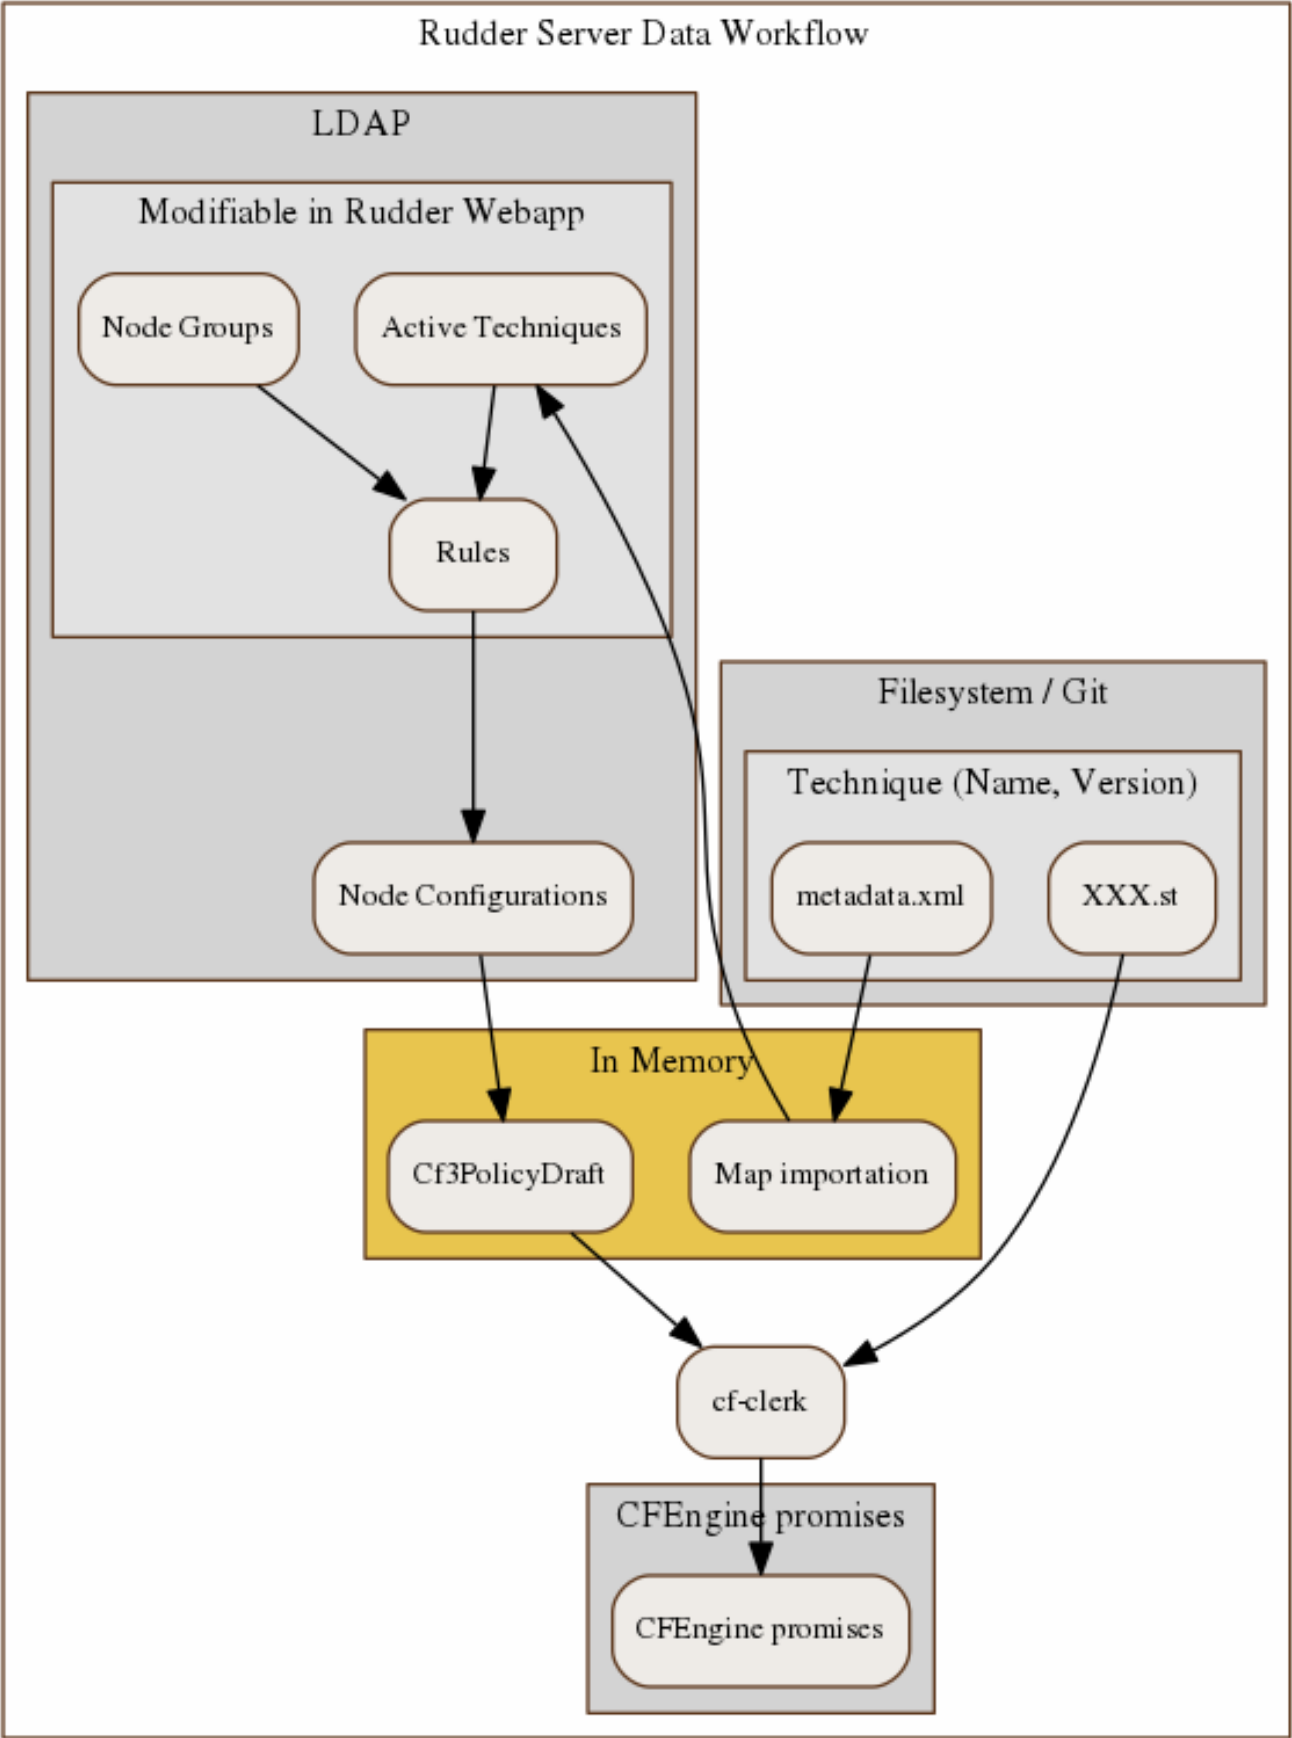 Rudder Server Data Workflow
LDAP
Modifiable in Rudder Webapp
Node Groups
Active Techniques
Rules
Filesystem / Git
Technique (Name, Version)
Node Configurations
metadata.xml
XXX.st
In Memory
Cf3PolicyDraft
Map importation
cf-clerk
CFEngine promises
CFEngine promises